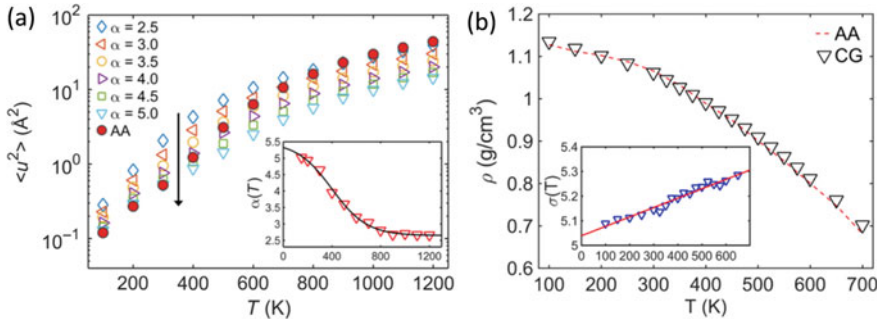 (a)
<u²> (Å²)
10²
10¹
10⁰
10⁻¹
α = 2.5
α = 3.0
α = 3.5
α = 4.0
α = 4.5
α = 5.0
AA
α(T)
5.5
5
4.5
4
3.5
3
2.5
0 400 800 1200
200 400 600 800 1000 1200
T (K)
(b)
ρ (g/cm³)
1.2
1.1
1
0.9
0.8
0.7
0.6
AA
CG
σ(T)
5.4
5.3
5.2
5.1
5
0 100 200 300 400 500 600
100 200 300 400 500 600 700
T (K)